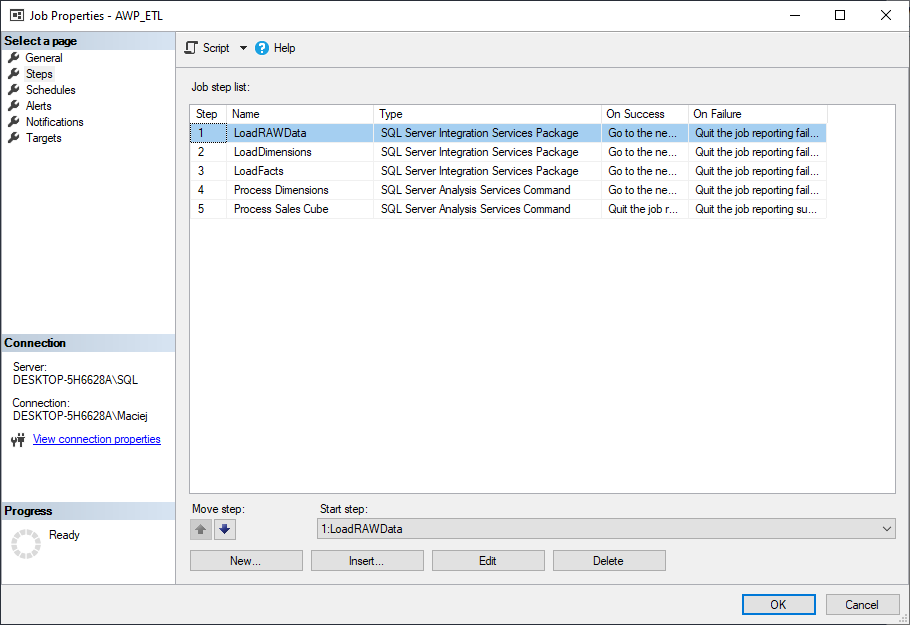 Job Properties - AWP_ETL
Select a page
General
Steps
Schedules
Alerts
Notifications
Targets
Script
Help
Job step list:
Step Name Type On Success On Failure
1 LoadRAWData SQL Server Integration Services Package Go to the ne... Quit the job reporting fail...
2 LoadDimensions SQL Server Integration Services Package Go to the ne... Quit the job reporting fail...
3 LoadFacts SQL Server Integration Services Package Go to the ne... Quit the job reporting fail...
4 Process Dimensions SQL Server Analysis Services Command Go to the ne... Quit the job reporting fail...
5 Process Sales Cube SQL Server Analysis Services Command Quit the job r... Quit the job reporting su...
Connection
Server:
DESKTOP-5H6628A\SQL
Connection:
DESKTOP-5H6628A\Maciej
View connection properties
Progress
Ready
Move step:
Start step:
1:LoadRAWData
New...
Insert...
Edit
Delete
OK
Cancel